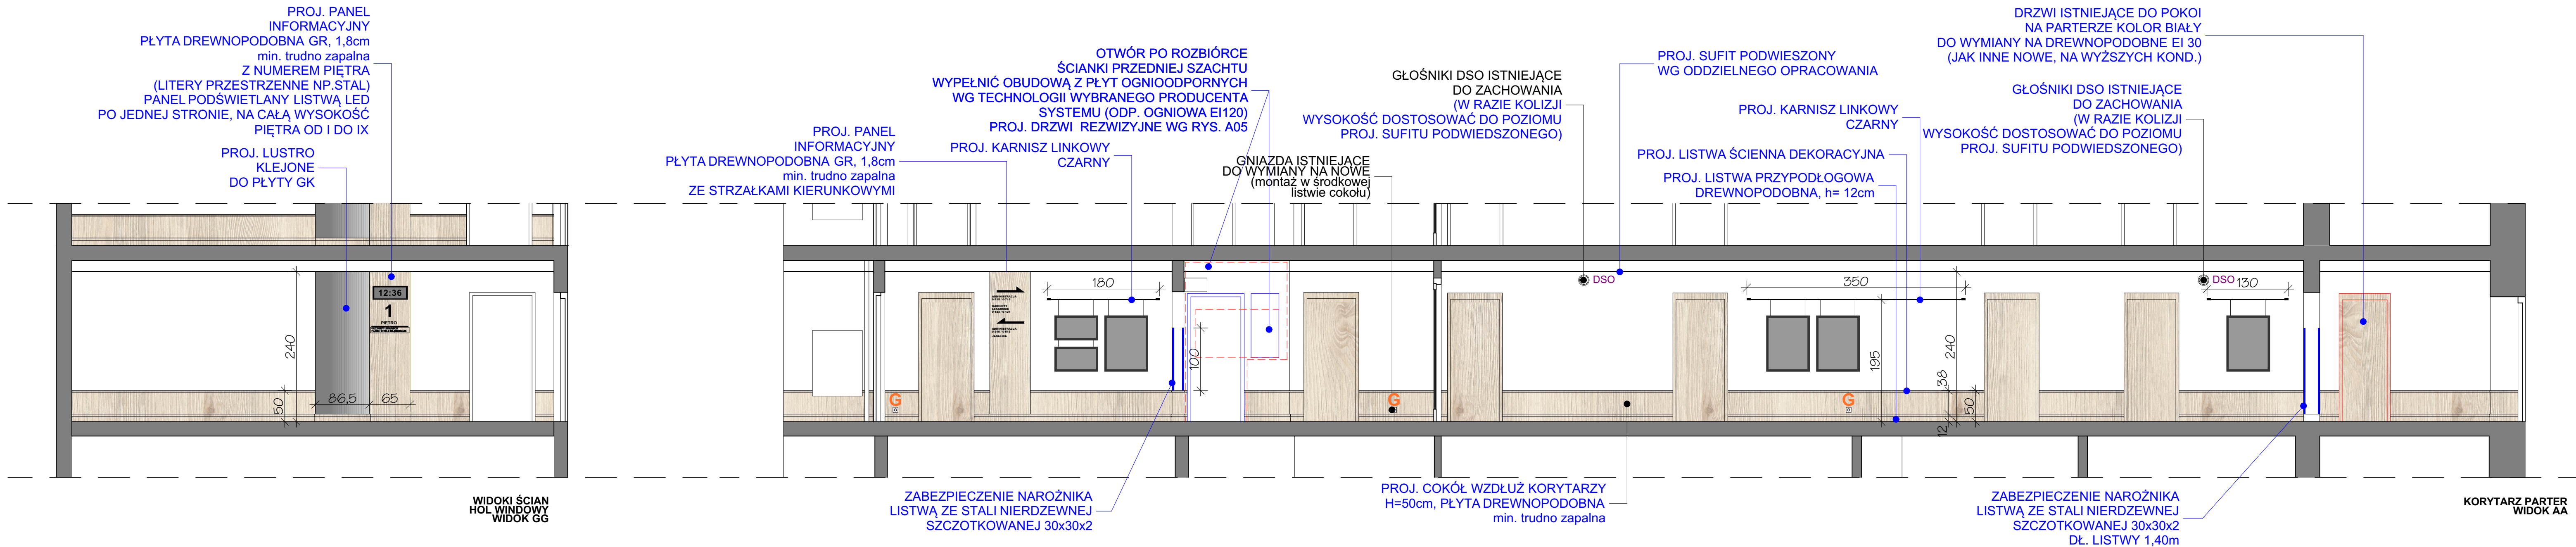 PROJ. PANEL
INFORMACYJNY
PŁYTA DREWNOPODOBNA GR, 1,8cm
min. trudno zapalna
Z NUMEREM PIĘTRA
(LITERY PRZESTRZENNE NP.STAL)
PANEL PODŚWIETLANY LISTWĄ LED
PO JEDNEJ STRONIE, NA CAŁĄ WYSOKOŚĆ
PIĘTRA OD I DO IX
PROJ. LUSTRO
KLEJONE
DO PŁYTY GK
PROJ. PANEL
INFORMACYJNY
PŁYTA DREWNOPODOBNA GR, 1,8cm
min. trudno zapalna
ZE STRZAŁKAMI KIERUNKOWYMI
PROJ. KARNISZ LINKOWY
CZARNY
OTWÓR PO ROZBIÓRCE
ŚCIANKI PRZEDNIEJ SZACHTU
WYPEŁNIĆ OBUDOWĄ Z PŁYT OGNIOODPORNYCH
WG TECHNOLOGII WYBRANEGO PRODUCENTA
SYSTEMU (ODP. OGNIOWA EI120)
PROJ. DRZWI REZWIZYJNE WG RYS. A05
GNIAZDA ISTNIEJĄCE
DO WYMIANY NA NOWE
(montaż w środkowej
listwie cokołu)
GŁOŚNIKI DSO ISTNIEJĄCE
DO ZACHOWANIA
(W RAZIE KOLIZJI
WYSOKOŚĆ DOSTOSOWAĆ DO POZIOMU
PROJ. SUFITU PODWIEDSZONEGO)
PROJ. SUFIT PODWIESZONY
WG ODDZIELNEGO OPRACOWANIA
PROJ. KARNISZ LINKOWY
CZARNY
PROJ. LISTWA ŚCIENNA DEKORACYJNA
PROJ. LISTWA PRZYPODŁOGOWA
DREWNOPODOBNA, h= 12cm
DRZWI ISTNIEJĄCE DO POKOI
NA PARTERZE KOLOR BIAŁY
DO WYMIANY NA DREWNOPODOBNE EI 30
(JAK INNE NOWE, NA WYŻSZYCH KOND.)
GŁOŚNIKI DSO ISTNIEJĄCE
DO ZACHOWANIA
(W RAZIE KOLIZJI
WYSOKOŚĆ DOSTOSOWAĆ DO POZIOMU
PROJ. SUFITU PODWIEDSZONEGO)
240
50
86,5
65
12:36
1
PIĘTRO
180
100
G
G
DSO
350
195
240
38
50
12
G
DSO
130
WIDOKI ŚCIAN
HOL WINDOWY
WIDOK GG
ZABEZPIECZENIE NAROŻNIKA
LISTWĄ ZE STALI NIERDZEWNEJ
SZCZOTKOWANEJ 30x30x2
PROJ. COKÓŁ WZDŁUŻ KORYTARZY
H=50cm, PŁYTA DREWNOPODOBNA
min. trudno zapalna
ZABEZPIECZENIE NAROŻNIKA
LISTWĄ ZE STALI NIERDZEWNEJ
SZCZOTKOWANEJ 30x30x2
DŁ. LISTWY 1,40m
KORYTARZ PARTER
WIDOK AA